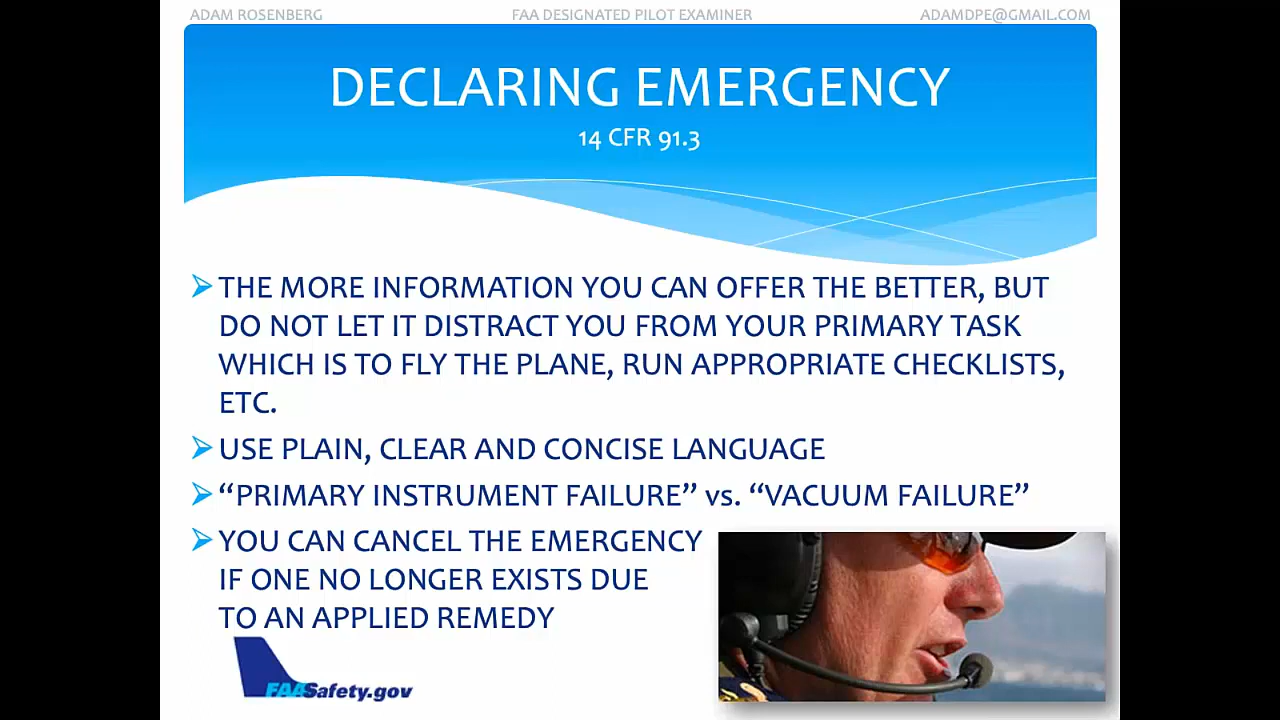 ADAM ROSENBERG FAA DESIGNATED PILOT EXAMINER ADAMDPE@GMAIL.COM
DECLARING EMERGENCY
14 CFR 91.3
THE MORE INFORMATION YOU CAN OFFER THE BETTER, BUT
DO NOT LET IT DISTRACT YOU FROM YOUR PRIMARY TASK
WHICH IS TO FLY THE PLANE, RUN APPROPRIATE CHECKLISTS,
ETC.
USE PLAIN, CLEAR AND CONCISE LANGUAGE
“PRIMARY INSTRUMENT FAILURE” vs. “VACUUM FAILURE”
YOU CAN CANCEL THE EMERGENCY
IF ONE NO LONGER EXISTS DUE
TO AN APPLIED REMEDY
FAASafety.gov